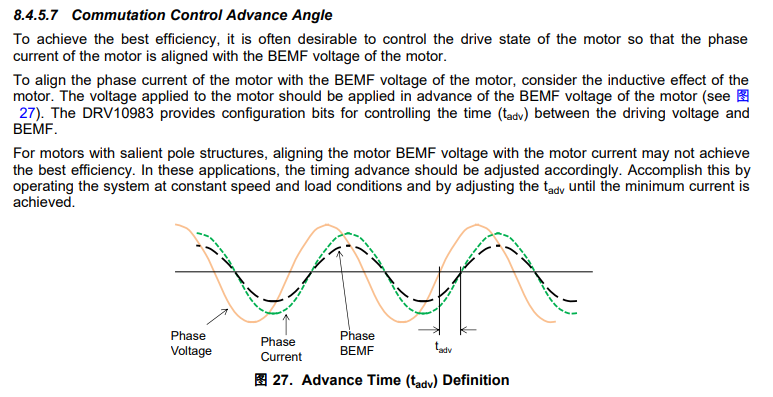 8.4.5.7 Commutation Control Advance Angle
To achieve the best efficiency, it is often desirable to control the drive state of the motor so that the phase
current of the motor is aligned with the BEMF voltage of the motor.
To align the phase current of the motor with the BEMF voltage of the motor, consider the inductive effect of the
motor. The voltage applied to the motor should be applied in advance of the BEMF voltage of the motor (see 图
27). The DRV10983 provides configuration bits for controlling the time (tadv) between the driving voltage and
BEMF.
For motors with salient pole structures, aligning the motor BEMF voltage with the motor current may not achieve
the best efficiency. In these applications, the timing advance should be adjusted accordingly. Accomplish this by
operating the system at constant speed and load conditions and by adjusting the tadv until the minimum current is
achieved.
Phase
Voltage
Phase
Current
Phase
BEMF
tadv
图 27. Advance Time (tadv) Definition